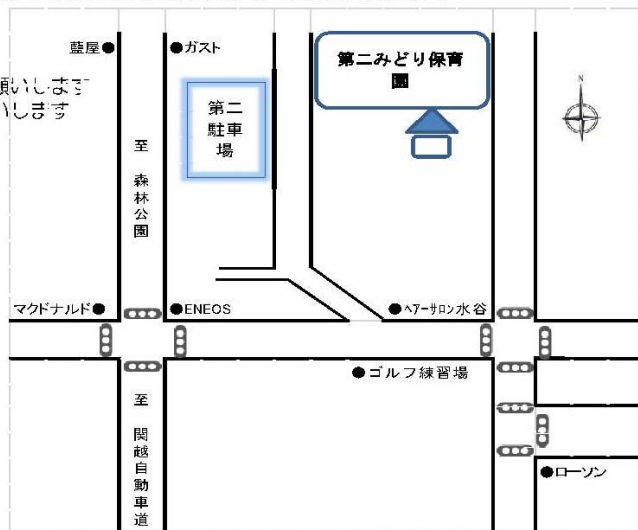 藍屋
ガスト
第二みどり保育
園
願いします
いします
第二
駐車
場
N
至 森林公園
マクドナルド
ENEOS
ヘアーサロン水谷
ゴルフ練習場
至 関越自動車道
ローソン